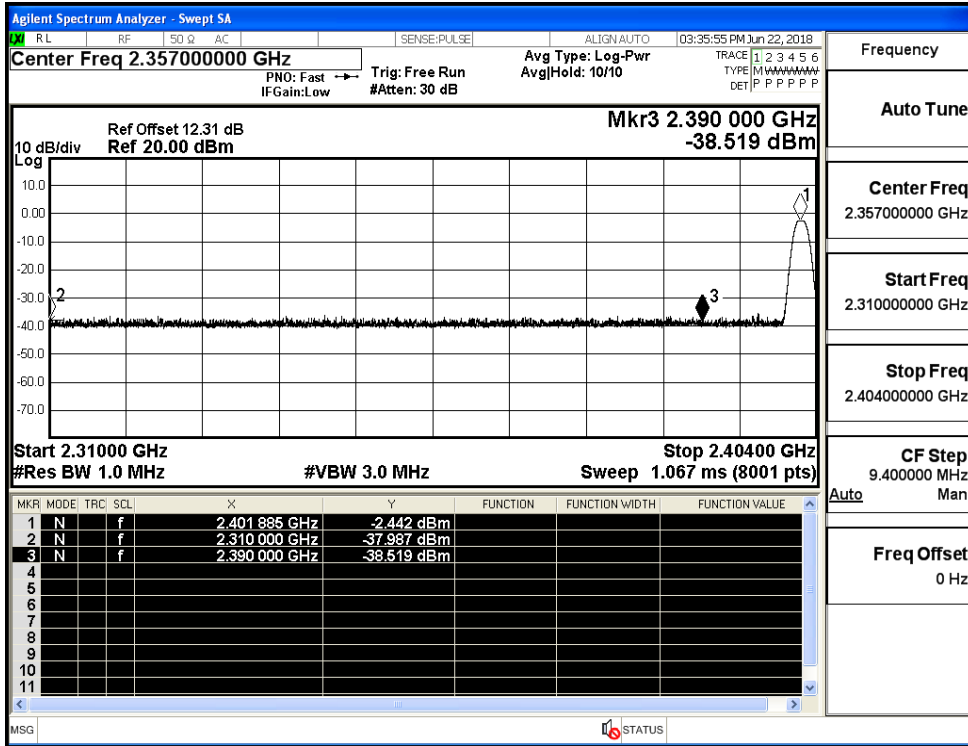 Agilent Spectrum Analyzer - Swept SA
LXI RL RF 50 Ω AC SENSE:PULSE ALIGN AUTO 03:35:55 PM Jun 22, 2018
Center Freq 2.357000000 GHz
PNO: Fast
IFGain:Low
Trig: Free Run
#Atten: 30 dB
Avg Type: Log-Pwr
Avg|Hold: 10/10
TRACE 1 2 3 4 5 6
TYPE M WWWWW
DET P P P P P P
Mkr3 2.390 000 GHz
-38.519 dBm
Ref Offset 12.31 dB
10 dB/div Ref 20.00 dBm
Log
10.0
0.00
-10.0
-20.0
-30.0
-40.0
-50.0
-60.0
-70.0
1
2
3
Start 2.31000 GHz Stop 2.40400 GHz
#Res BW 1.0 MHz #VBW 3.0 MHz Sweep 1.067 ms (8001 pts)
MKR MODE TRC SCL X Y FUNCTION FUNCTION WIDTH FUNCTION VALUE
1 N f 2.401 885 GHz -2.442 dBm
2 N f 2.310 000 GHz -37.987 dBm
3 N f 2.390 000 GHz -38.519 dBm
4
5
6
7
8
9
10
11
MSG STATUS
Frequency
Auto Tune
Center Freq
2.357000000 GHz
Start Freq
2.310000000 GHz
Stop Freq
2.404000000 GHz
CF Step
9.400000 MHz
Auto Man
Freq Offset
0 Hz